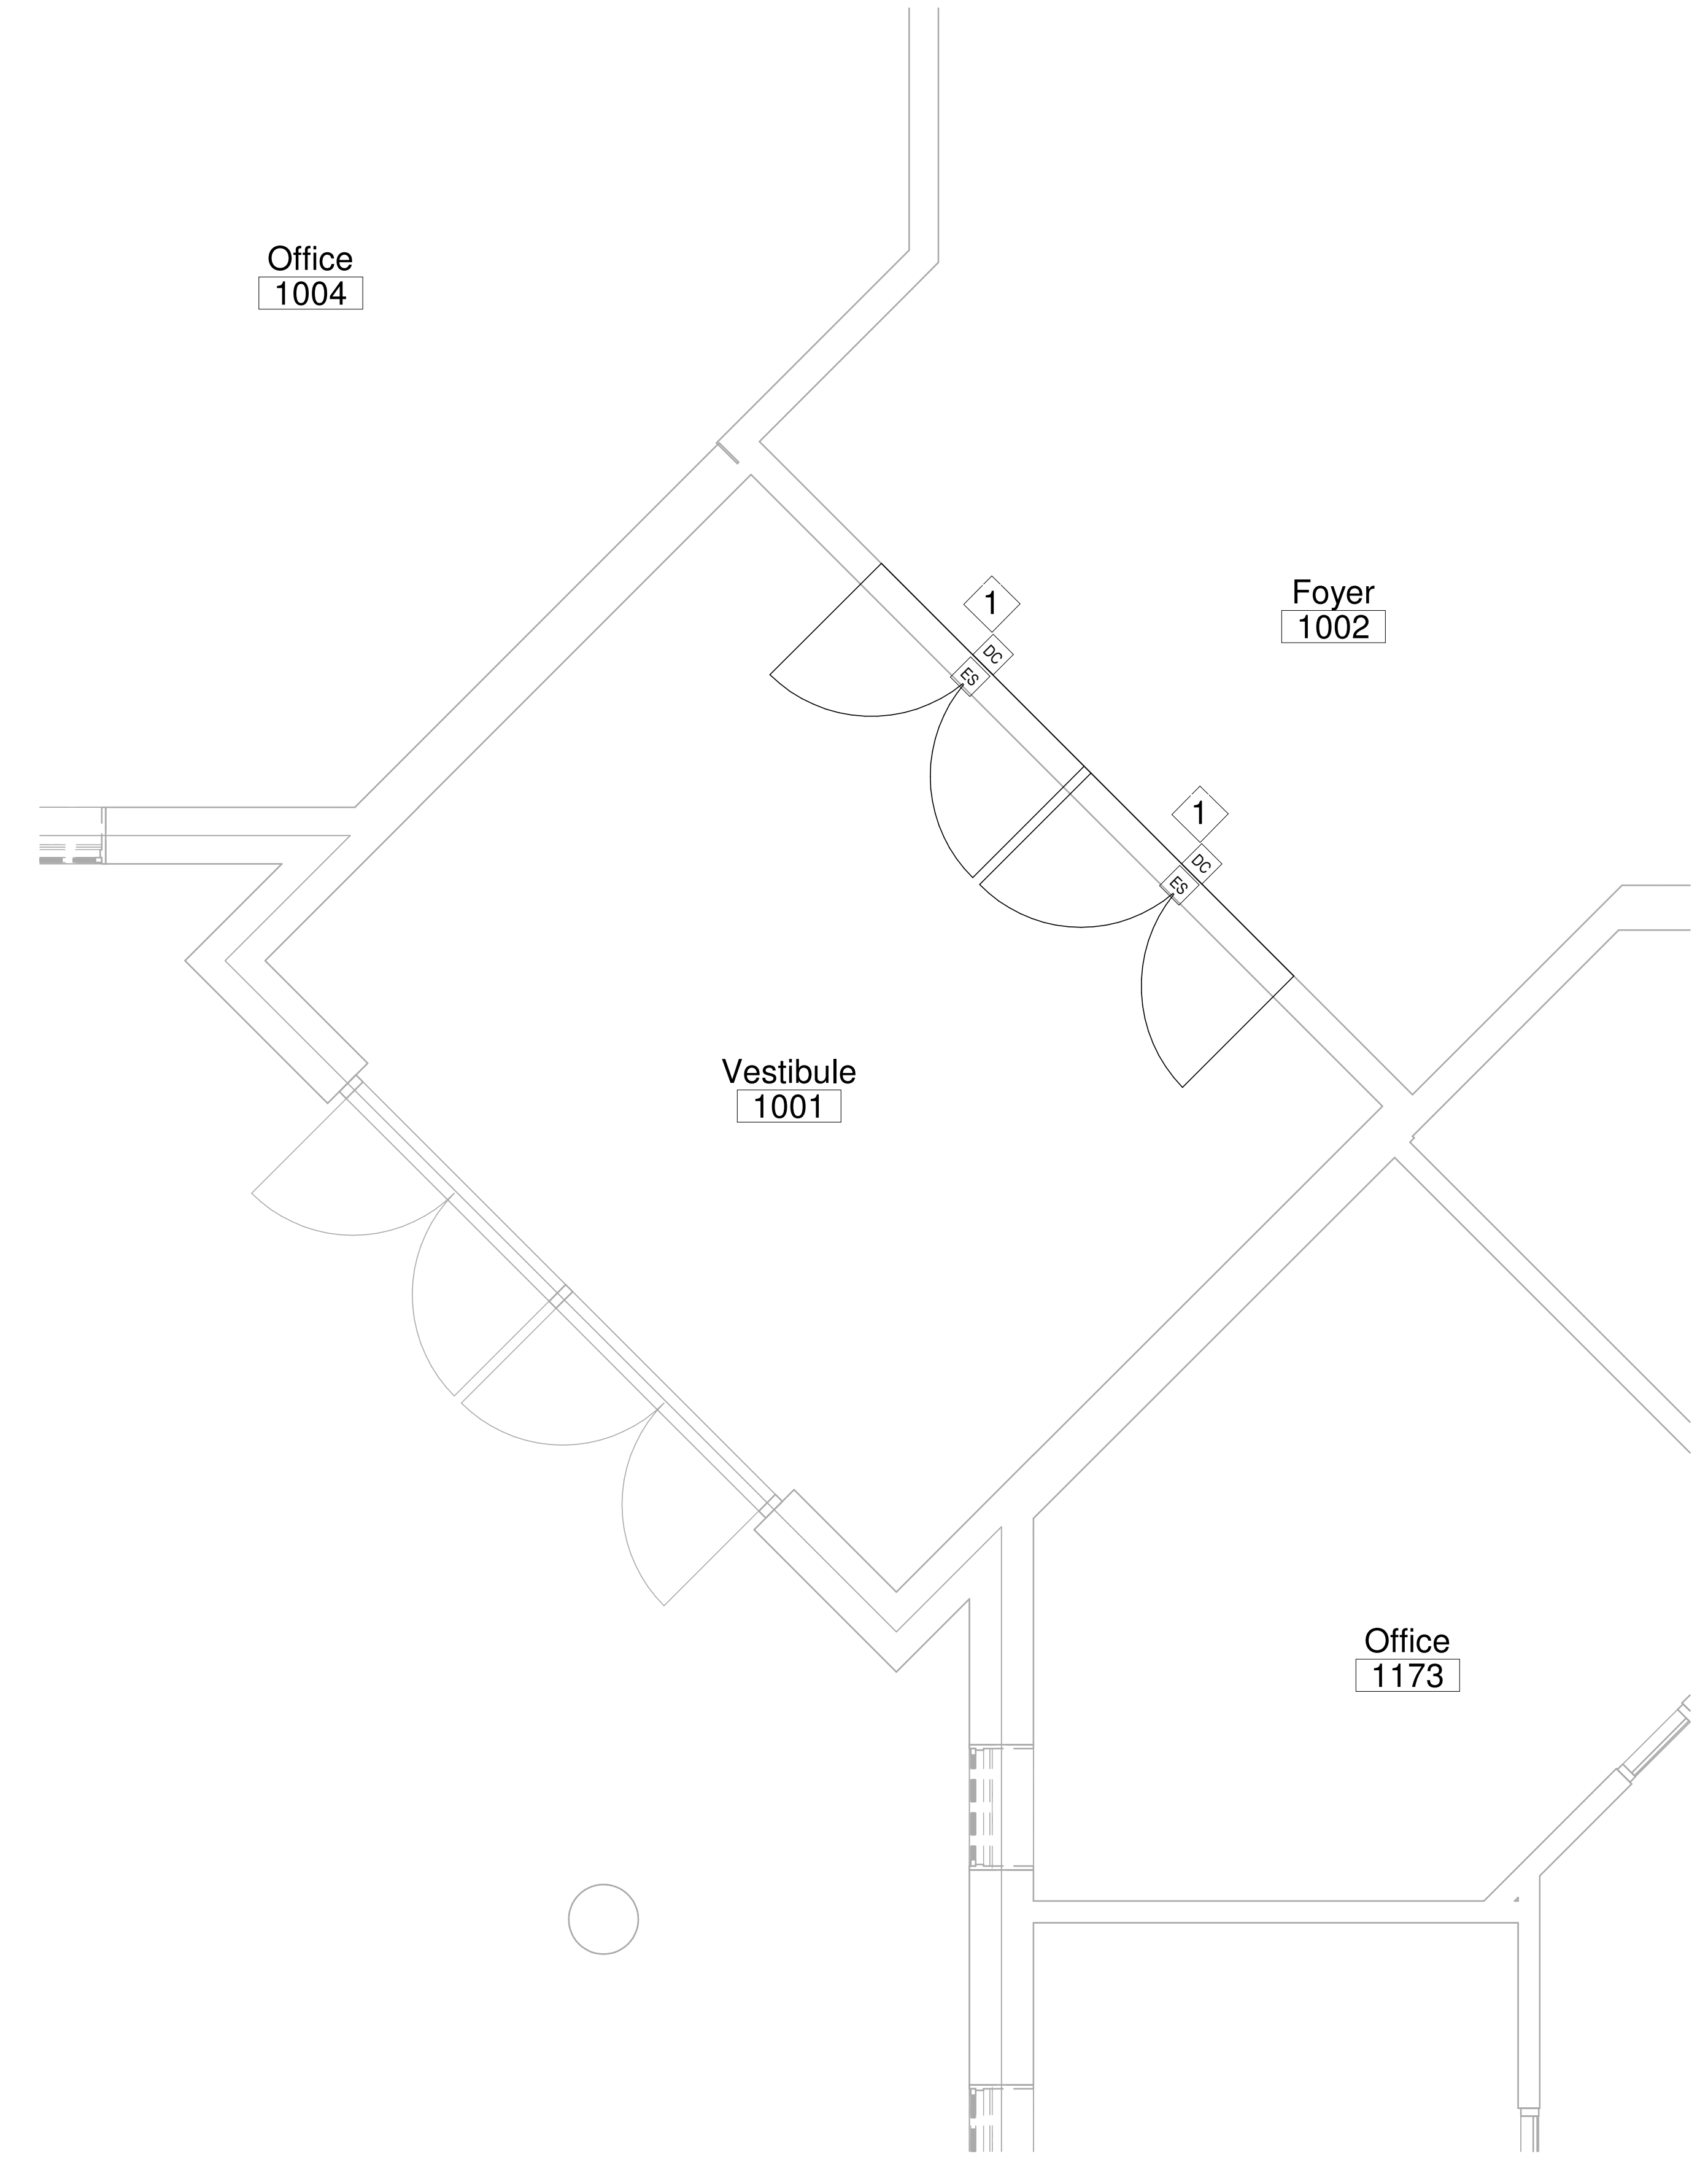 Office
1004
1
DC
ES
Foyer
1002
1
DC
ES
Vestibule
1001
Office
1173